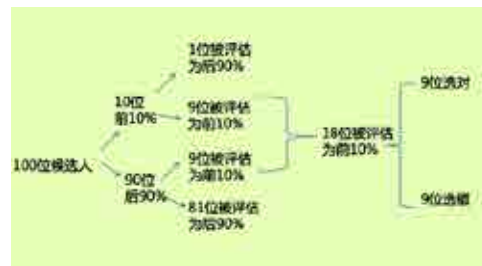 1位被评估
为后90%
10位
前10%
9位被评估
为前10%
100位候选人
90位
后90%
9位被评估
为前10%
81位被评估
为后90%
18位被评估
为前10%
9位选对
9位选错